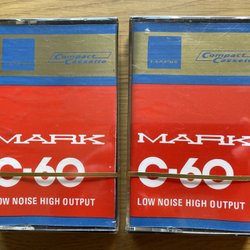 Compact
Cassette
MARK
C-60
LOW NOISE HIGH OUTPUT
Compact
Cassette
MARK
C-60
LOW NOISE HIGH OUTPUT